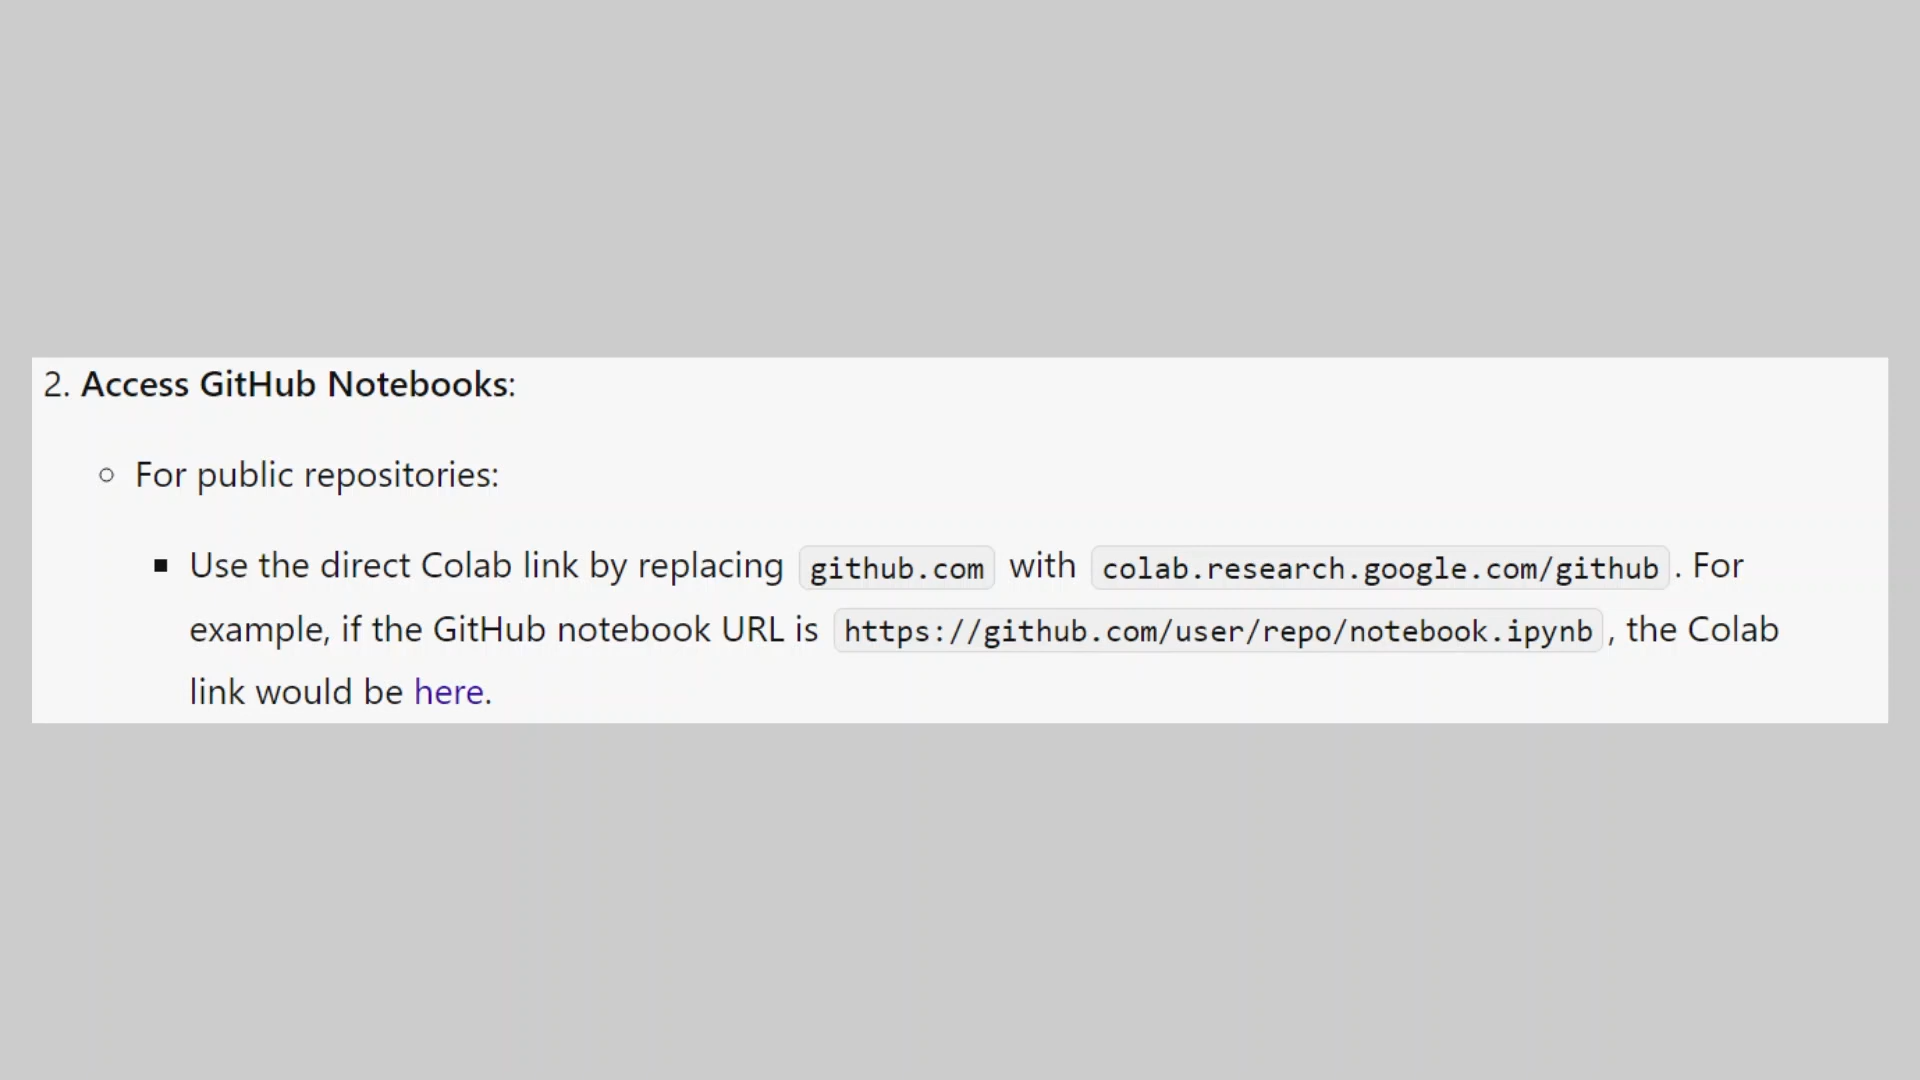 2. Access GitHub Notebooks:
For public repositories:
Use the direct Colab link by replacing github.com with colab.research.google.com/github. For
example, if the GitHub notebook URL is https://github.com/user/repo/notebook.ipynb, the Colab
link would be here.